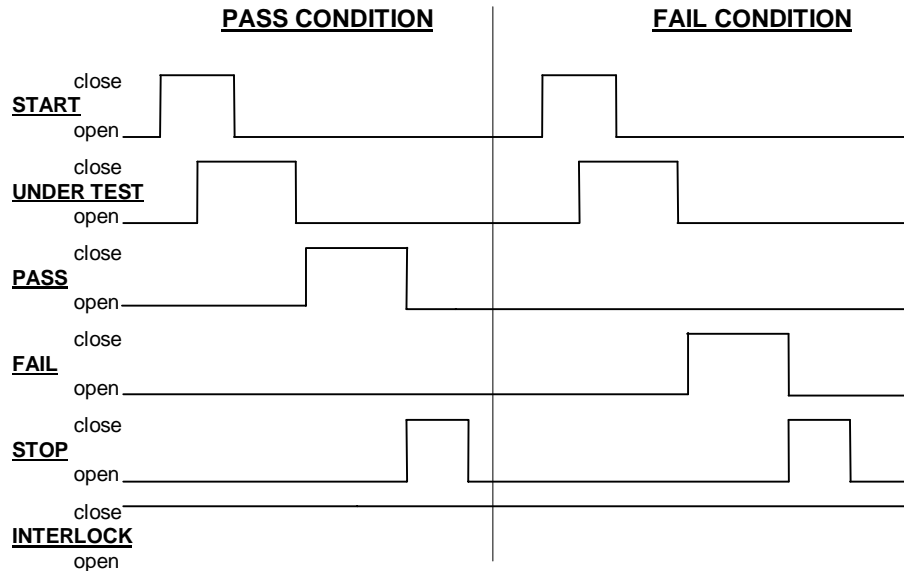 PASS CONDITION
FAIL CONDITION
close
START
open
close
UNDER TEST
open
close
PASS
open
close
FAIL
open
close
STOP
open
close
INTERLOCK
open